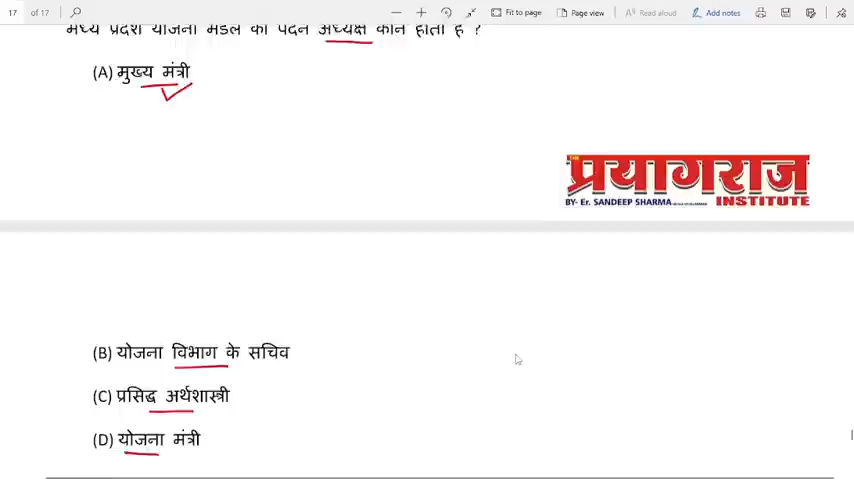 17 of 17
Fit to page
Page view
Read aloud
Add notes
मध्य प्रदेश योजना मंडल का पदेन अध्यक्ष कौन होता है ?
(A) मुख्य मंत्री
THE
प्रयागराज
BY- Er. SANDEEP SHARMA
INSTITUTE
(B) योजना विभाग के सचिव
(C) प्रसिद्ध अर्थशास्त्री
(D) योजना मंत्री